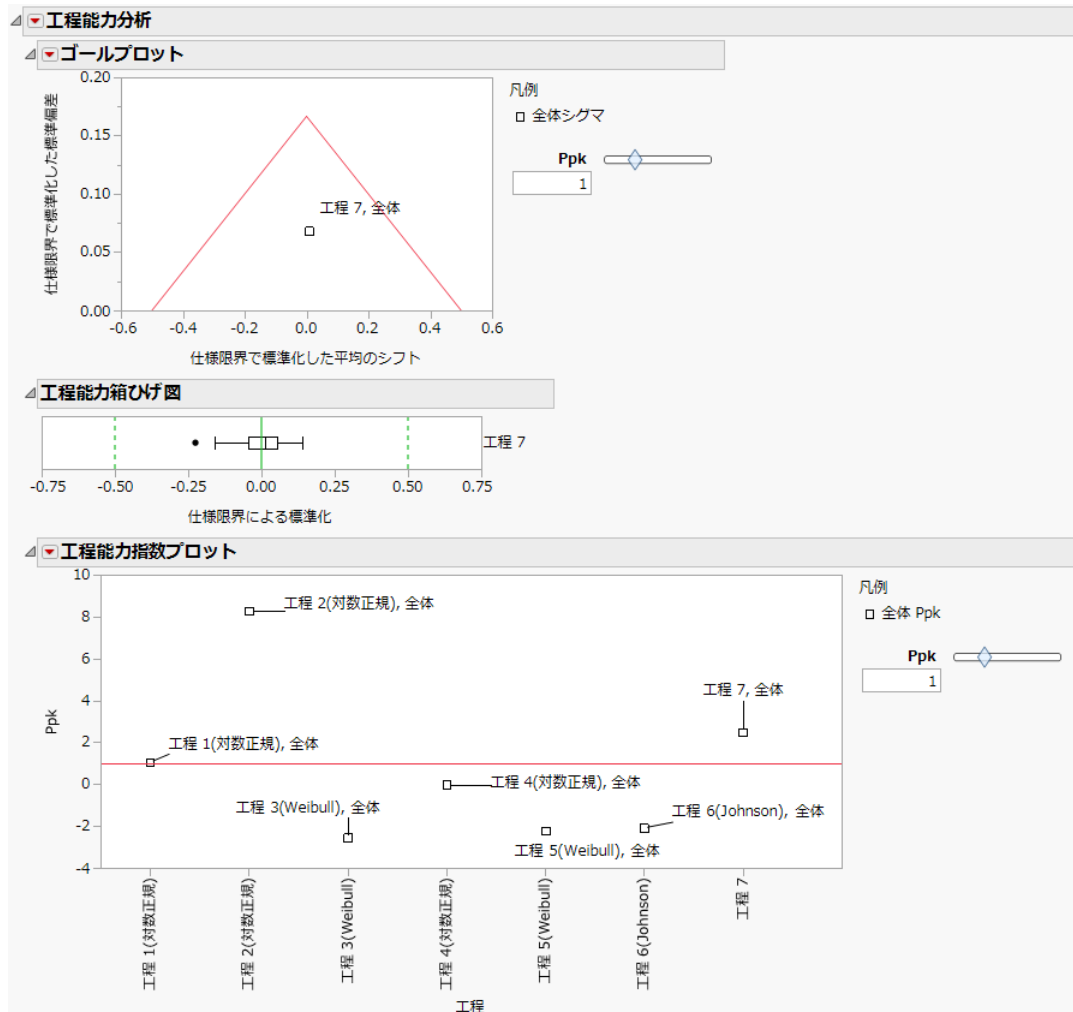 工程能力分析
ゴールプロット
仕様限界で標準化した標準偏差
0.20
0.15
0.10
0.05
0.00
工程 7, 全体
-0.6
-0.4
-0.2
0.0
0.2
0.4
0.6
仕様限界で標準化した平均のシフト
凡例
全体シグマ
Ppk
1
工程能力箱ひげ図
工程 7
-0.75
-0.50
-0.25
0.00
0.25
0.50
0.75
仕様限界による標準化
工程能力指数プロット
Ppk
10
8
6
4
2
0
-2
-4
工程 2(対数正規), 全体
工程 7, 全体
工程 1(対数正規), 全体
工程 4(対数正規), 全体
工程 3(Weibull), 全体
工程 6(Johnson), 全体
工程 5(Weibull), 全体
工程 1(対数正規)
工程 2(対数正規)
工程 3(Weibull)
工程 4(対数正規)
工程 5(Weibull)
工程 6(Johnson)
工程 7
工程
凡例
全体 Ppk
Ppk
1